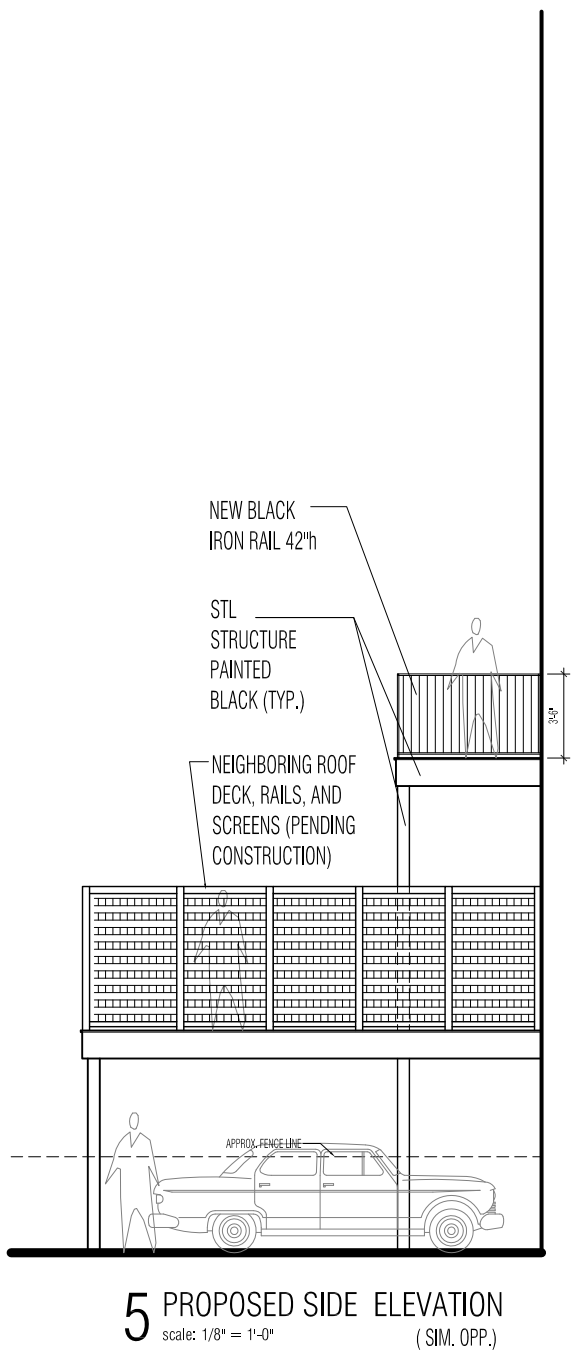 NEW BLACK
IRON RAIL 42"h
STL
STRUCTURE
PAINTED
BLACK (TYP.)
3'-6"
NEIGHBORING ROOF
DECK, RAILS, AND
SCREENS (PENDING
CONSTRUCTION)
APPROX. FENCE LINE
5 PROPOSED SIDE ELEVATION
scale: 1/8" = 1'-0" ( SIM. OPP.)